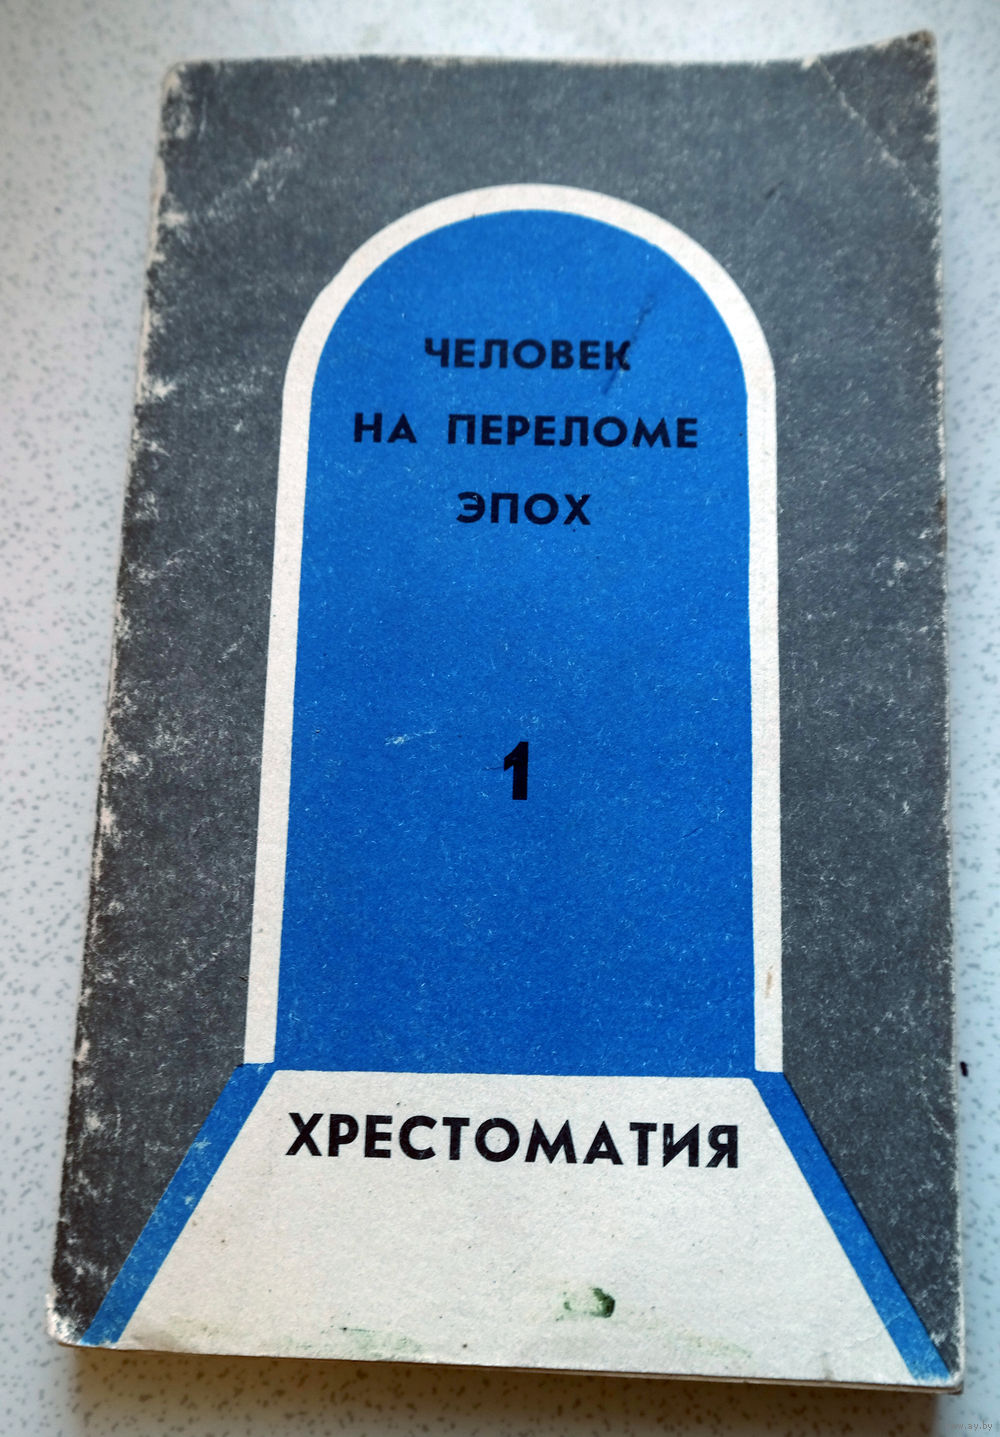 ЧЕЛОВЕК
НА ПЕРЕЛОМЕ
ЭПОХ
1
ХРЕСТОМАТИЯ